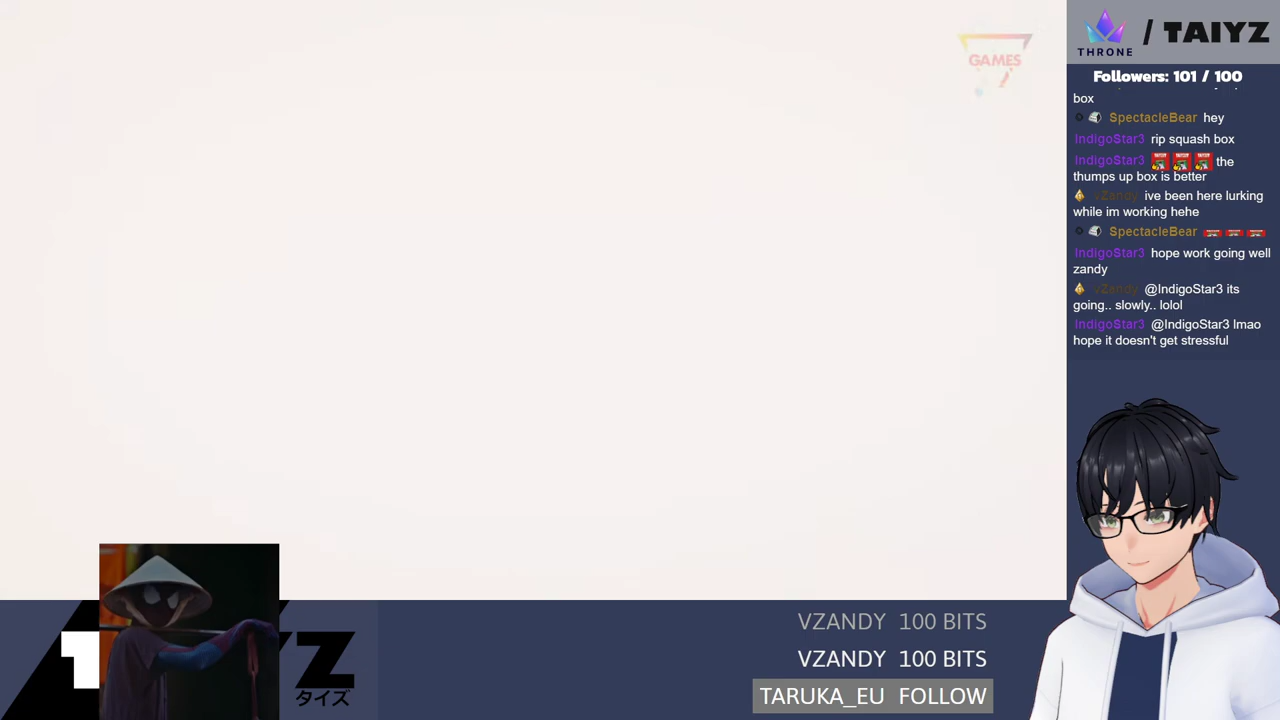 GAMES
THRONE
/ TAIYZ
Followers: 101 / 100
box
SpectacleBear hey
IndigoStar3 rip squash box
IndigoStar3 the
thumps up box is better
vZandy ive been here lurking
while im working hehe
SpectacleBear
IndigoStar3 hope work going well
zandy
vZandy @IndigoStar3 its
going.. slowly.. lolol
IndigoStar3 @IndigoStar3 lmao
hope it doesn't get stressful
VZANDY 100 BITS
VZANDY 100 BITS
TARUKA_EU FOLLOW
タイズ